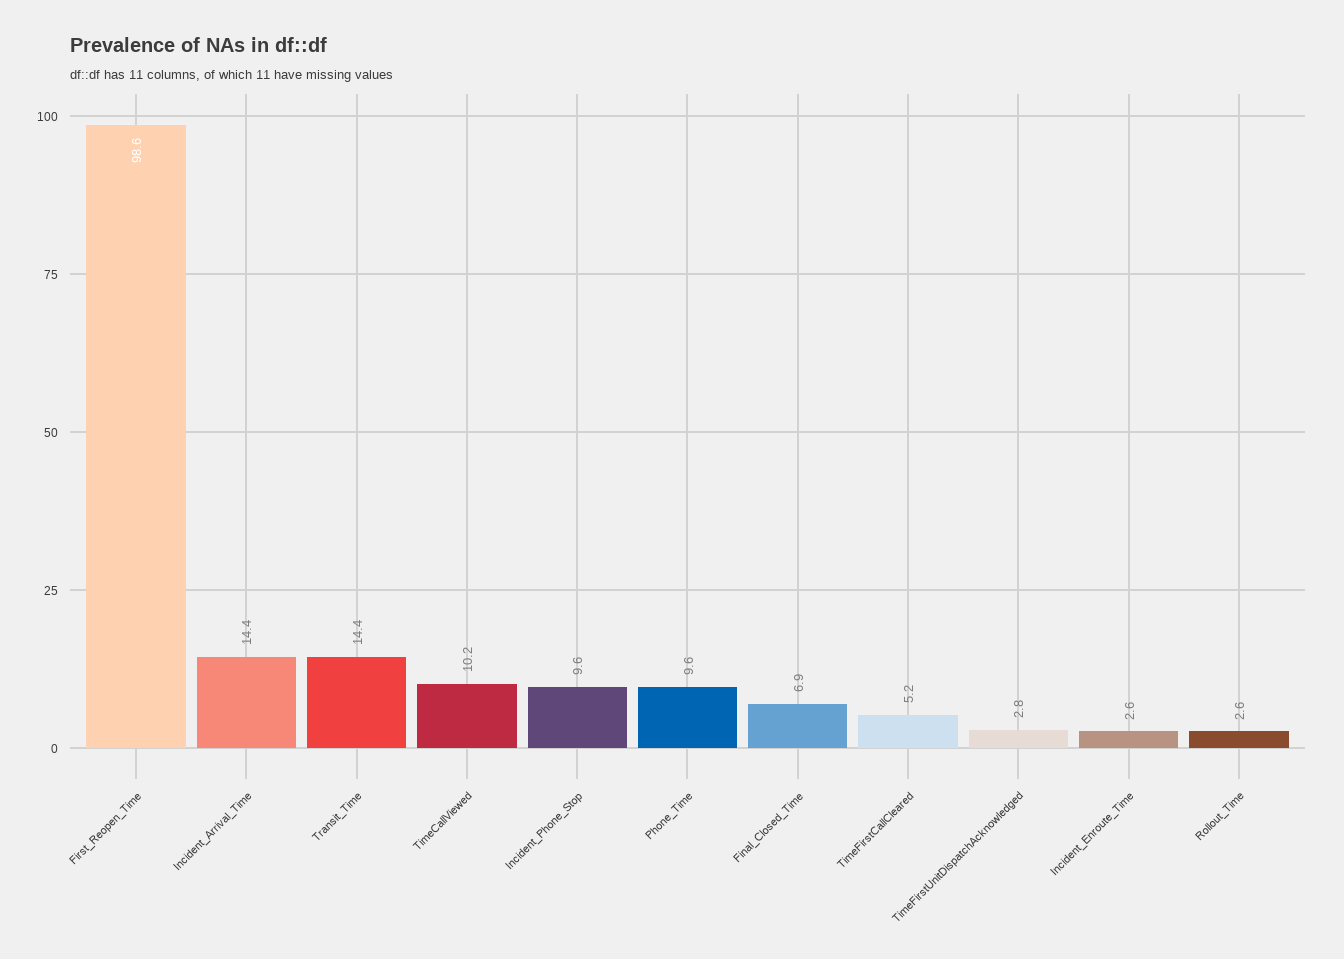 Prevalence of NAs in df::df
df::df has 11 columns, of which 11 have missing values
100
75
50
25
0
98.6
14.4
14.4
10.2
9.6
9.6
6.9
5.2
2.8
2.6
2.6
First_Reopen_Time
Incident_Arrival_Time
Transit_Time
TimeCallViewed
Incident_Phone_Stop
Phone_Time
Final_Closed_Time
TimeFirstCallCleared
TimeFirstUnitDispatchAcknowledged
Incident_Enroute_Time
Rollout_Time